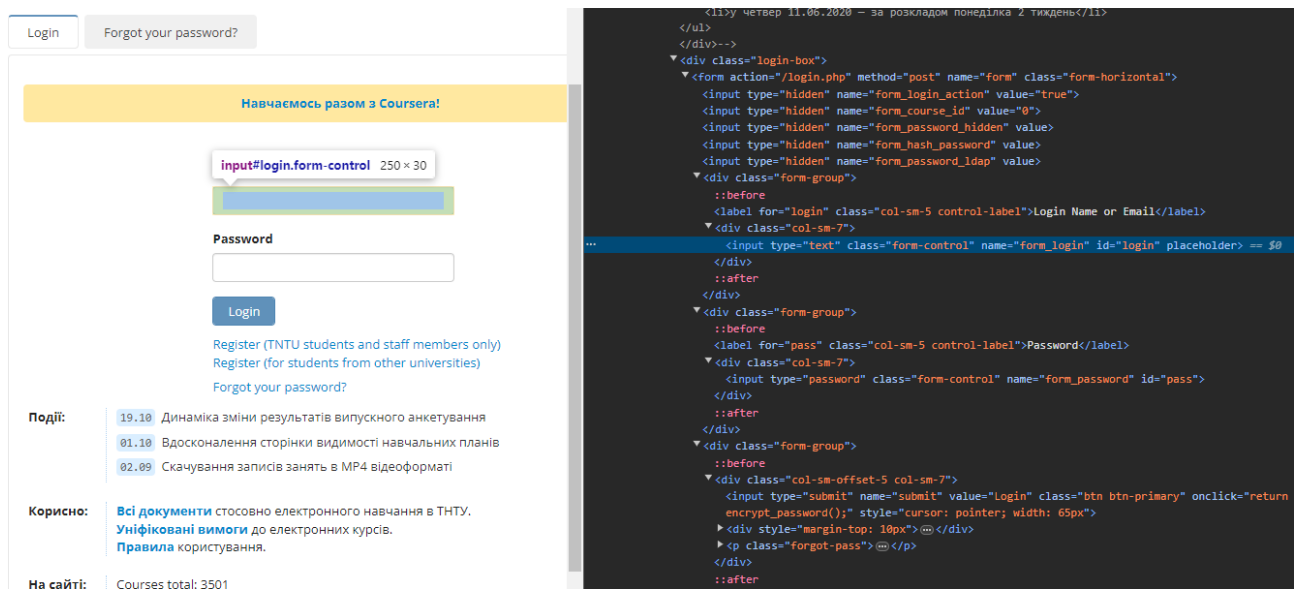 Login
Forgot your password?
Навчаємось разом з Coursera!
input#login.form-control 250 × 30
Password
Login
Register (TNTU students and staff members only)
Register (for students from other universities)
Forgot your password?
Події:
19.10 Динаміка зміни результатів випускного анкетування
01.10 Вдосконалення сторінки видимості навчальних планів
02.09 Скачування записів занять в MP4 відеоформаті
Корисно:
Всі документи стосовно електронного навчання в ТНТУ.
Уніфіковані вимоги до електронних курсів.
Правила користування.
На сайті:
Courses total: 3501
<li>у четвер 11.06.2020 — за розкладом понеділка 2 тиждень</li>
</ul>
</div>-->
▼<div class="login-box">
▼<form action="/login.php" method="post" name="form" class="form-horizontal">
<input type="hidden" name="form_login_action" value="true">
<input type="hidden" name="form_course_id" value="0">
<input type="hidden" name="form_password_hidden" value>
<input type="hidden" name="form_hash_password" value>
<input type="hidden" name="form_password_ldap" value>
▼<div class="form-group">
::before
<label for="login" class="col-sm-5 control-label">Login Name or Email</label>
▼<div class="col-sm-7">
… <input type="text" class="form-control" name="form_login" id="login" placeholder> == $0
</div>
::after
</div>
▼<div class="form-group">
::before
<label for="pass" class="col-sm-5 control-label">Password</label>
▼<div class="col-sm-7">
<input type="password" class="form-control" name="form_password" id="pass">
</div>
::after
</div>
▼<div class="form-group">
::before
▼<div class="col-sm-offset-5 col-sm-7">
<input type="submit" name="submit" value="Login" class="btn btn-primary" onclick="return
encrypt_password();" style="cursor: pointer; width: 65px">
▶<div style="margin-top: 10px">…</div>
▶<p class="forgot-pass">…</p>
</div>
::after